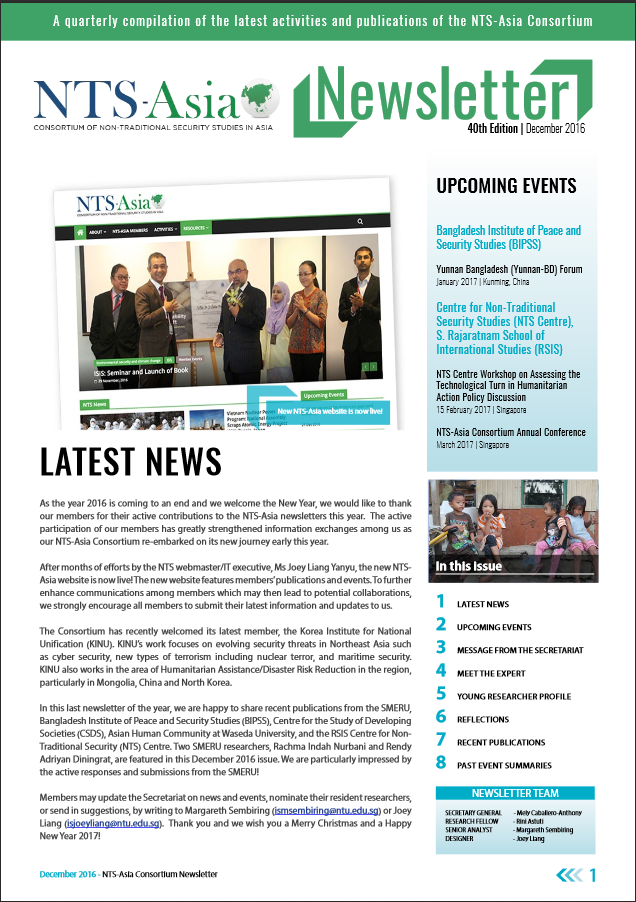 A quarterly compilation of the latest activities and publications of the NTS-Asia Consortium
NTS-Asia
CONSORTIUM OF NON-TRADITIONAL SECURITY STUDIES IN ASIA
Newsletter
40th Edition | December 2016
NTS-Asia
CONSORTIUM OF NON-TRADITIONAL SECURITY STUDIES IN ASIA
ABOUT
NTS-ASIA MEMBERS
ACTIVITIES
RESOURCES
Environmental security and climate change
ISIS
Member Events
ISIS: Seminar and Launch of Book
NTS News
Upcoming Events
Vietnam Nuclear Power
Program: National Assembly
Scraps Atomic Energy Project
New NTS-Asia website is now live!
LATEST NEWS
As the year 2016 is coming to an end and we welcome the New Year, we would like to thank
our members for their active contributions to the NTS-Asia newsletters this year. The active
participation of our members has greatly strengthened information exchanges among us as
our NTS-Asia Consortium re-embarked on its new journey early this year.
After months of efforts by the NTS webmaster/IT executive, Ms Joey Liang Yanyu, the new NTS-
Asia website is now live! The new website features members' publications and events. To further
enhance communications among members which may then lead to potential collaborations,
we strongly encourage all members to submit their latest information and updates to us.
The Consortium has recently welcomed its latest member, the Korea Institute for National
Unification (KINU). KINU's work focuses on evolving security threats in Northeast Asia such
as cyber security, new types of terrorism including nuclear terror, and maritime security.
KINU also works in the area of Humanitarian Assistance/Disaster Risk Reduction in the region,
particularly in Mongolia, China and North Korea.
In this last newsletter of the year, we are happy to share recent publications from the SMERU,
Bangladesh Institute of Peace and Security Studies (BIPSS), Centre for the Study of Developing
Societies (CSDS), Asian Human Community at Waseda University, and the RSIS Centre for Non-
Traditional Security (NTS) Centre. Two SMERU researchers, Rachma Indah Nurbani and Rendy
Adriyan Diningrat, are featured in this December 2016 issue. We are particularly impressed by
the active responses and submissions from the SMERU!
Members may update the Secretariat on news and events, nominate their resident researchers,
or send in suggestions, by writing to Margareth Sembiring (ismsembiring@ntu.edu.sg) or Joey
Liang (isjoeyliang@ntu.edu.sg). Thank you and we wish you a Merry Christmas and a Happy
New Year 2017!
UPCOMING EVENTS
Bangladesh Institute of Peace and
Security Studies (BIPSS)
Yunnan Bangladesh (Yunnan-BD) Forum
January 2017 | Kunming, China
Centre for Non-Traditional
Security Studies (NTS Centre),
S. Rajaratnam School of
International Studies (RSIS)
NTS Centre Workshop on Assessing the
Technological Turn in Humanitarian
Action Policy Discussion
15 February 2017 | Singapore
NTS-Asia Consortium Annual Conference
March 2017 | Singapore
In this Issue
1 LATEST NEWS
2 UPCOMING EVENTS
3 MESSAGE FROM THE SECRETARIAT
4 MEET THE EXPERT
5 YOUNG RESEARCHER PROFILE
6 REFLECTIONS
7 RECENT PUBLICATIONS
8 PAST EVENT SUMMARIES
NEWSLETTER TEAM
SECRETARY GENERAL - Mely Caballero-Anthony
RESEARCH FELLOW - Rini Astuti
SENIOR ANALYST - Margareth Sembiring
DESIGNER - Joey Liang
December 2016 - NTS-Asia Consortium Newsletter
1